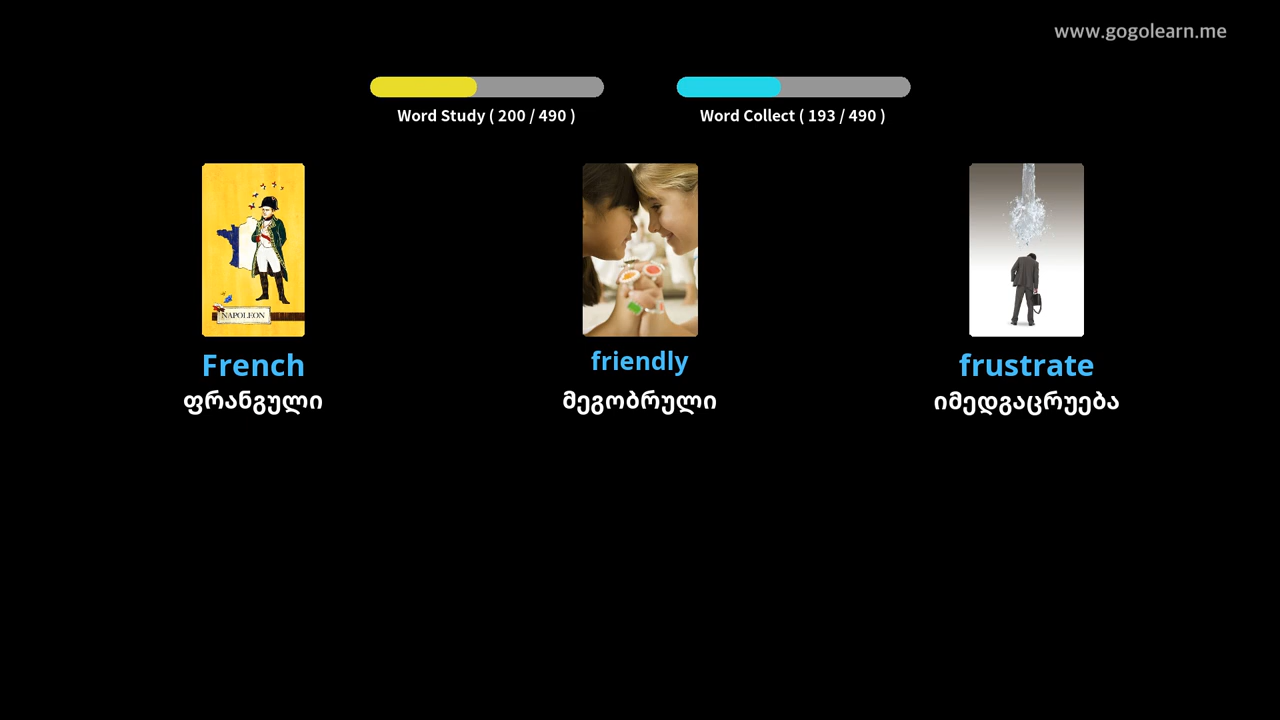 www.gogolearn.me
Word Study ( 200 / 490 )
Word Collect ( 193 / 490 )
NAPOLEON
French
friendly
frustrate
ფრანგული
მეგობრული
იმედგაცრუება